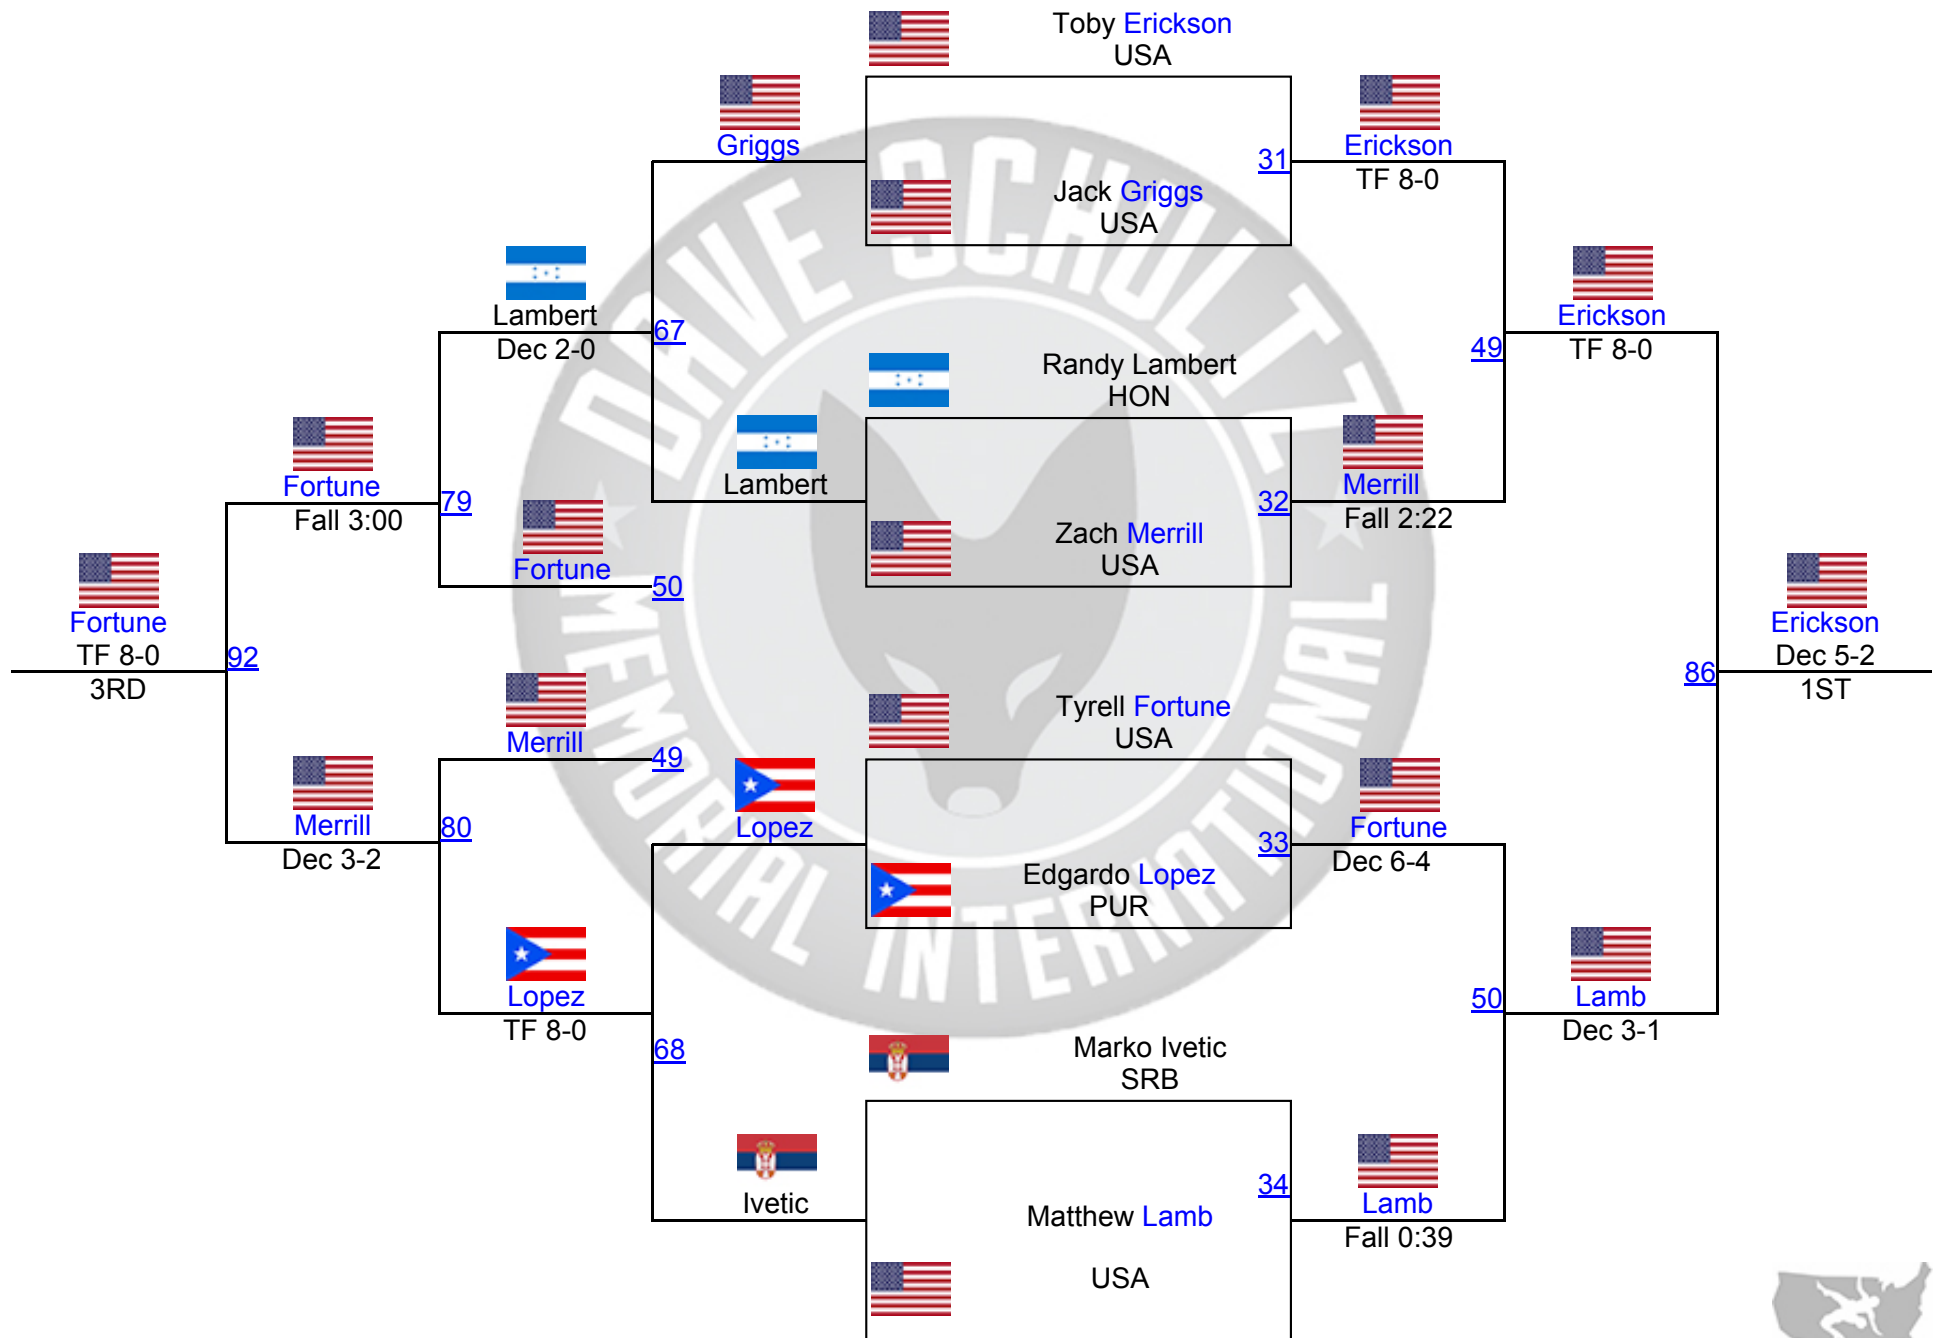 Toby Erickson
USA
Griggs
31
Erickson
TF 8-0
Jack Griggs
USA
Lambert
Dec 2-0
67
Erickson
TF 8-0
49
Randy Lambert
HON
Lambert
Merrill
Fall 2:22
32
Zach Merrill
USA
Fortune
Fall 3:00
79
Fortune
50
Fortune
TF 8-0
3RD
92
Erickson
Dec 5-2
1ST
86
Merrill
49
Tyrell Fortune
USA
Merrill
Dec 3-2
80
Lopez
33
Fortune
Dec 6-4
Edgardo Lopez
PUR
Lopez
TF 8-0
68
50
Lamb
Dec 3-1
Marko Ivetic
SRB
Ivetic
34
Lamb
Fall 0:39
Matthew Lamb
USA
DAVE SCHULTZ
MEMORIAL INTERNATIONAL